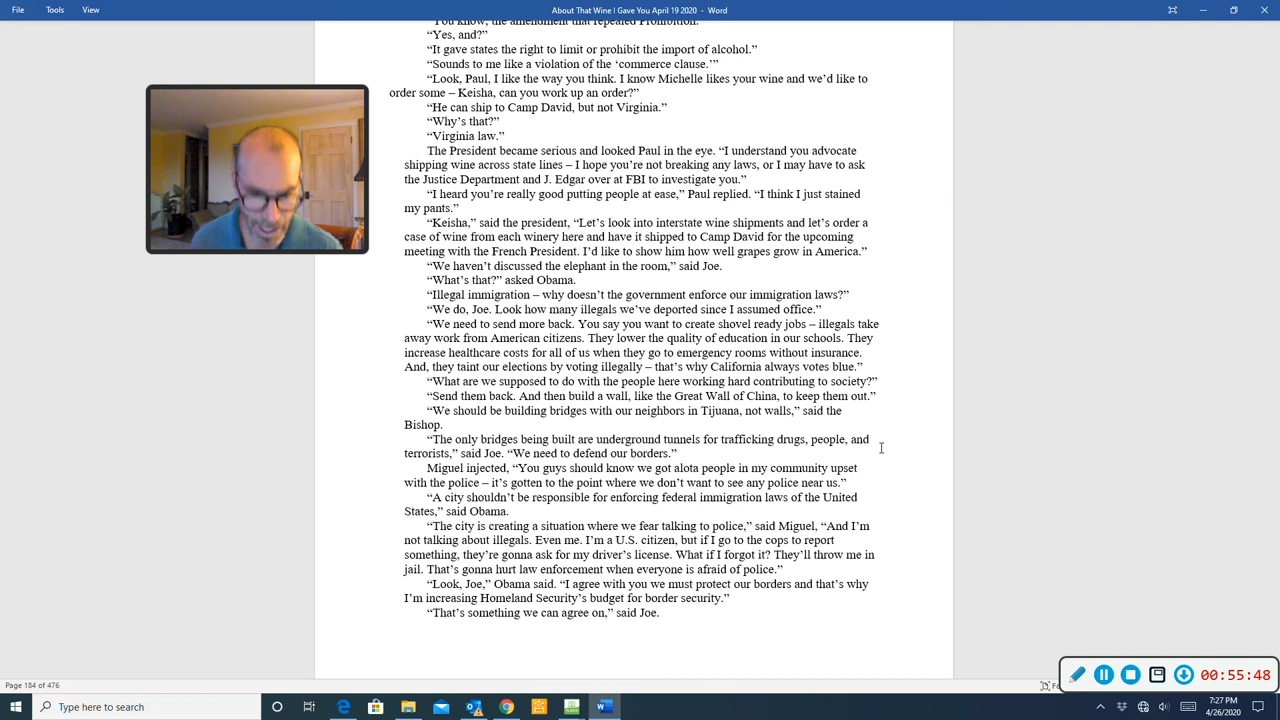 File Tools View
About That Wine I Gave You April 19 2020 - Word
“You know, the amendment that repealed Prohibition.”
“Yes, and?”
“It gave states the right to limit or prohibit the import of alcohol.”
“Sounds to me like a violation of the ‘commerce clause.’”
“Look, Paul, I like the way you think. I know Michelle likes your wine and we’d like to
order some – Keisha, can you work up an order?”
“He can ship to Camp David, but not Virginia.”
“Why’s that?”
“Virginia law.”
The President became serious and looked Paul in the eye. “I understand you advocate
shipping wine across state lines – I hope you’re not breaking any laws, or I may have to ask
the Justice Department and J. Edgar over at FBI to investigate you.”
“I heard you’re really good putting people at ease,” Paul replied. “I think I just stained
my pants.”
“Keisha,” said the president, “Let’s look into interstate wine shipments and let’s order a
case of wine from each winery here and have it shipped to Camp David for the upcoming
meeting with the French President. I’d like to show him how well grapes grow in America.”
“We haven’t discussed the elephant in the room,” said Joe.
“What’s that?” asked Obama.
“Illegal immigration – why doesn’t the government enforce our immigration laws?”
“We do, Joe. Look how many illegals we’ve deported since I assumed office.”
“We need to send more back. You say you want to create shovel ready jobs – illegals take
away work from American citizens. They lower the quality of education in our schools. They
increase healthcare costs for all of us when they go to emergency rooms without insurance.
And, they taint our elections by voting illegally – that’s why California always votes blue.”
“What are we supposed to do with the people here working hard contributing to society?”
“Send them back. And then build a wall, like the Great Wall of China, to keep them out.”
“We should be building bridges with our neighbors in Tijuana, not walls,” said the
Bishop.
“The only bridges being built are underground tunnels for trafficking drugs, people, and
terrorists,” said Joe. “We need to defend our borders.”
Miguel injected, “You guys should know we got alota people in my community upset
with the police – it’s gotten to the point where we don’t want to see any police near us.”
“A city shouldn’t be responsible for enforcing federal immigration laws of the United
States,” said Obama.
“The city is creating a situation where we fear talking to police,” said Miguel, “And I’m
not talking about illegals. Even me. I’m a U.S. citizen, but if I go to the cops to report
something, they’re gonna ask for my driver’s license. What if I forgot it? They’ll throw me in
jail. That’s gonna hurt law enforcement when everyone is afraid of police.”
“Look, Joe,” Obama said. “I agree with you we must protect our borders and that’s why
I’m increasing Homeland Security’s budget for border security.”
“That’s something we can agree on,” said Joe.
00:55:48
Page 184 of 476
Type here to search
7:27 PM
4/26/2020